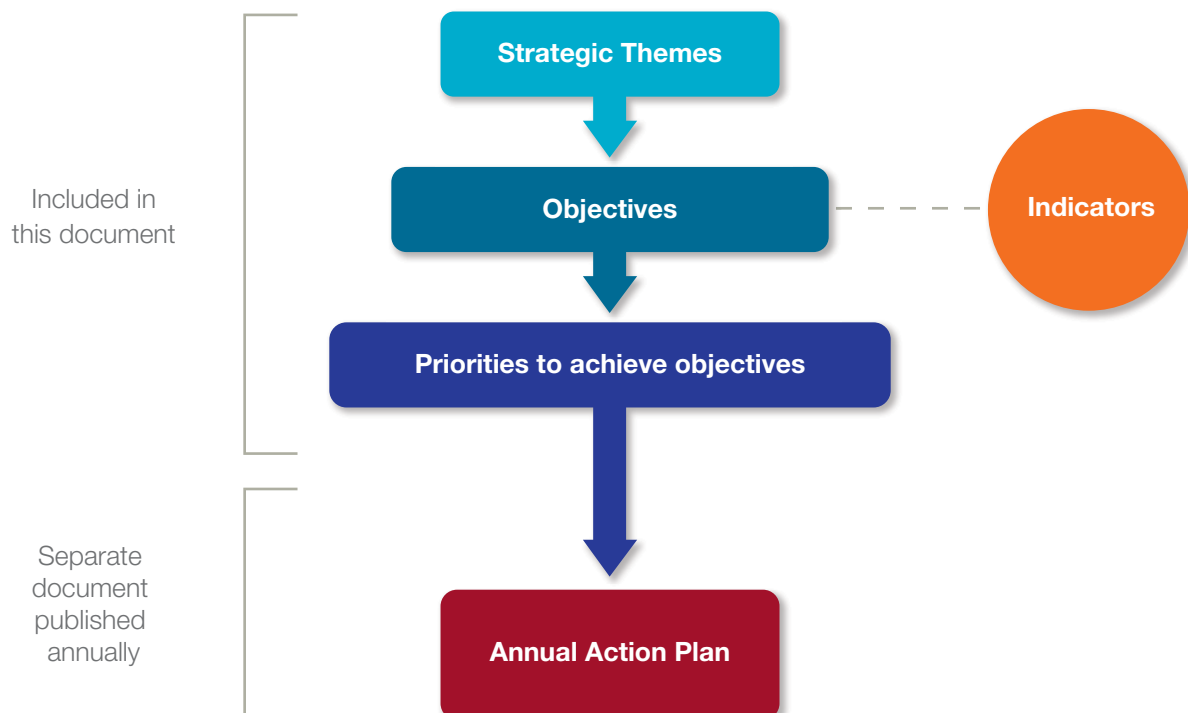 Strategic Themes
Included in
this document
Objectives
Indicators
Priorities to achieve objectives
Separate
document
published
annually
Annual Action Plan